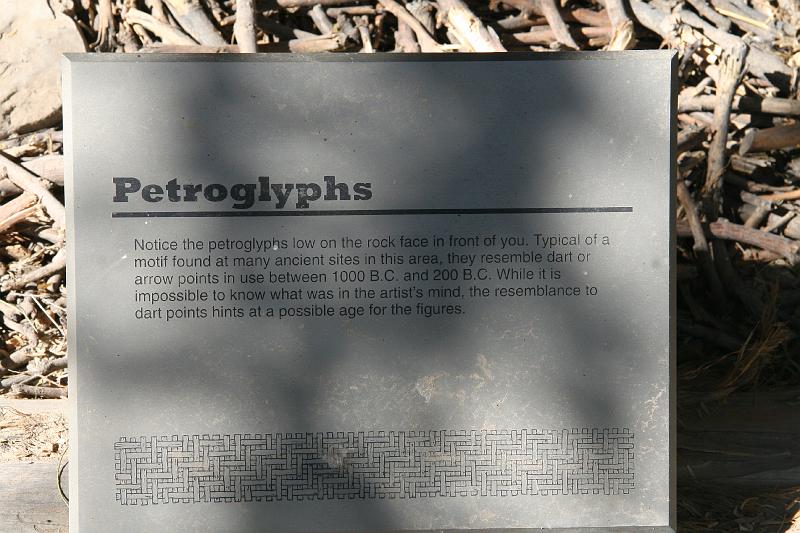 Petroglyphs
Notice the petroglyphs low on the rock face in front of you. Typical of a
motif found at many ancient sites in this area, they resemble dart or
arrow points in use between 1000 B.C. and 200 B.C. While it is
impossible to know what was in the artist's mind, the resemblance to
dart points hints at a possible age for the figures.